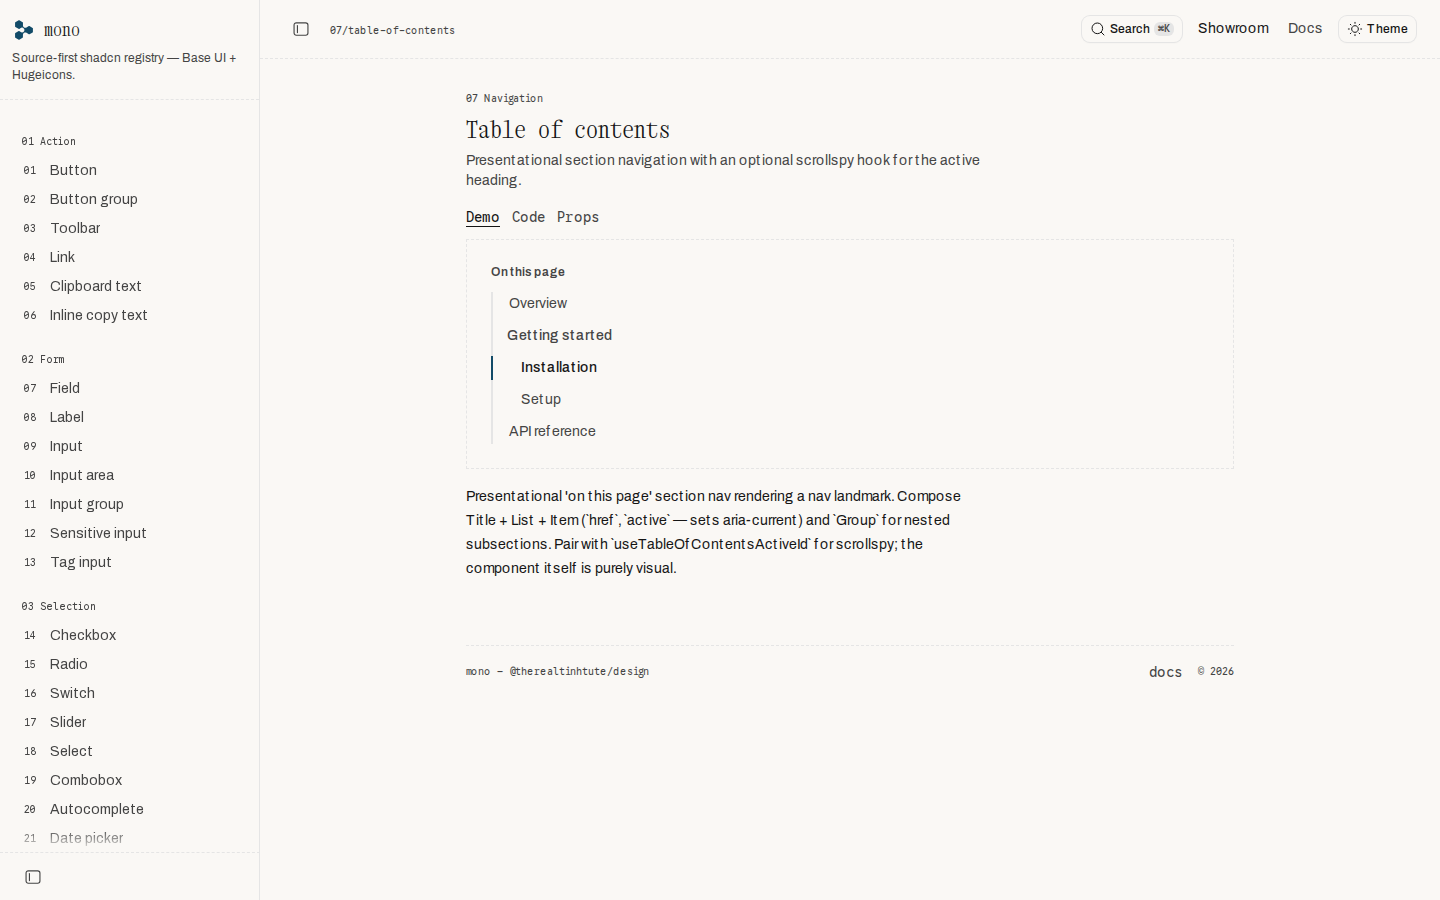 mono
Source-first shadcn registry — Base UI +
Hugeicons.
01 Action
01 Button
02 Button group
03 Toolbar
04 Link
05 Clipboard text
06 Inline copy text
02 Form
07 Field
08 Label
09 Input
10 Input area
11 Input group
12 Sensitive input
13 Tag input
03 Selection
14 Checkbox
15 Radio
16 Switch
17 Slider
18 Select
19 Combobox
20 Autocomplete
21 Date picker
07/table-of-contents
Search ⌘K
Showroom
Docs
Theme
07 Navigation
Table of contents
Presentational section navigation with an optional scrollspy hook for the active
heading.
Demo Code Props
On this page
Overview
Getting started
Installation
Setup
API reference
Presentational 'on this page' section nav rendering a nav landmark. Compose
Title + List + Item (`href`, `active` — sets aria-current) and `Group` for nested
subsections. Pair with `useTableOfContentsActiveId` for scrollspy; the
component itself is purely visual.
mono — @therealtinhtute/design
docs © 2026